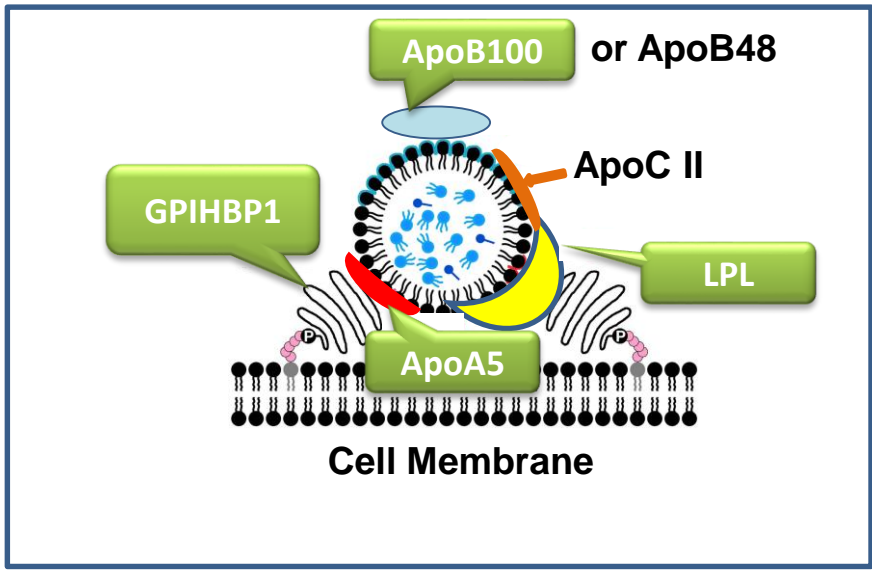 ApoB100 or ApoB48
ApoC II
GPIHBP1
LPL
P
P
ApoA5
Cell Membrane